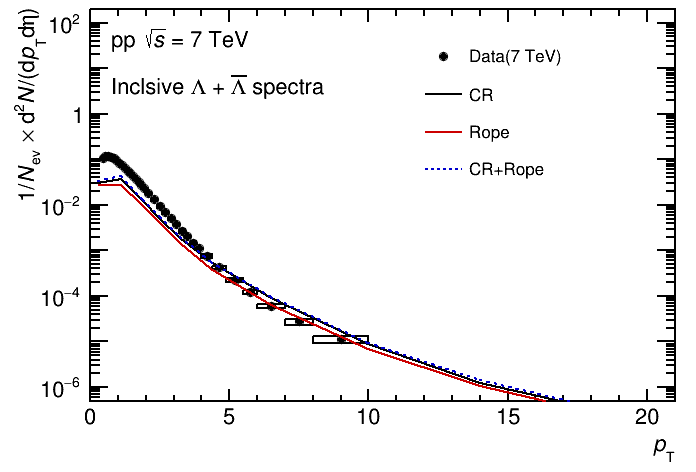 pp √s = 7 TeV
Inclsive Λ + Λ̅ spectra
Data(7 TeV)
CR
Rope
CR+Rope
1/N_ev × d²N/(dp_T dη)
10²
1
10⁻²
10⁻⁴
10⁻⁶
0 5 10 15 20
p_T